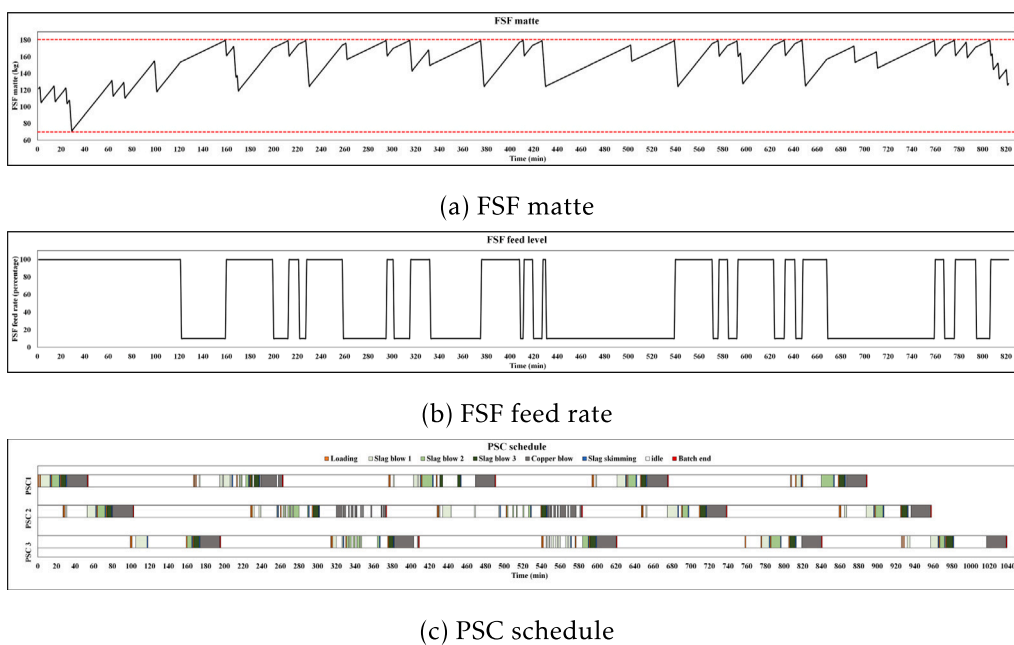 FSF matte
FSF matte (kg)
180
160
140
120
100
80
60
0 20 40 60 80 100 120 140 160 180 200 220 240 260 280 300 320 340 360 380 400 420 440 460 480 500 520 540 560 580 600 620 640 660 680 700 720 740 760 780 800 820
Time (min)
(a) FSF matte
FSF feed level
FSF feed rate (percentage)
100
80
60
40
20
0
0 20 40 60 80 100 120 140 160 180 200 220 240 260 280 300 320 340 360 380 400 420 440 460 480 500 520 540 560 580 600 620 640 660 680 700 720 740 760 780 800 820
Time (min)
(b) FSF feed rate
PSC schedule
Loading Slag blow 1 Slag blow 2 Slag blow 3 Copper blow Slag skimming idle Batch end
PSC1
PSC 2
PSC 3
0 20 40 60 80 100 120 140 160 180 200 220 240 260 280 300 320 340 360 380 400 420 440 460 480 500 520 540 560 580 600 620 640 660 680 700 720 740 760 780 800 820 840 860 880 900 920 940 960 980 1000 1020 1040
Time (min)
(c) PSC schedule